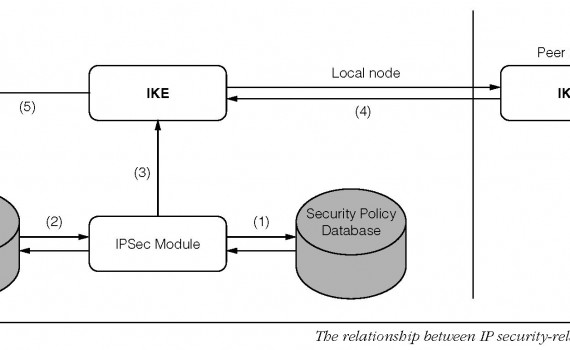 Peer
Local node
IKE
IK
(5)
(4)
(3)
Security Policy
Database
(2)
IPSec Module
(1)
The relationship between IP security-rela